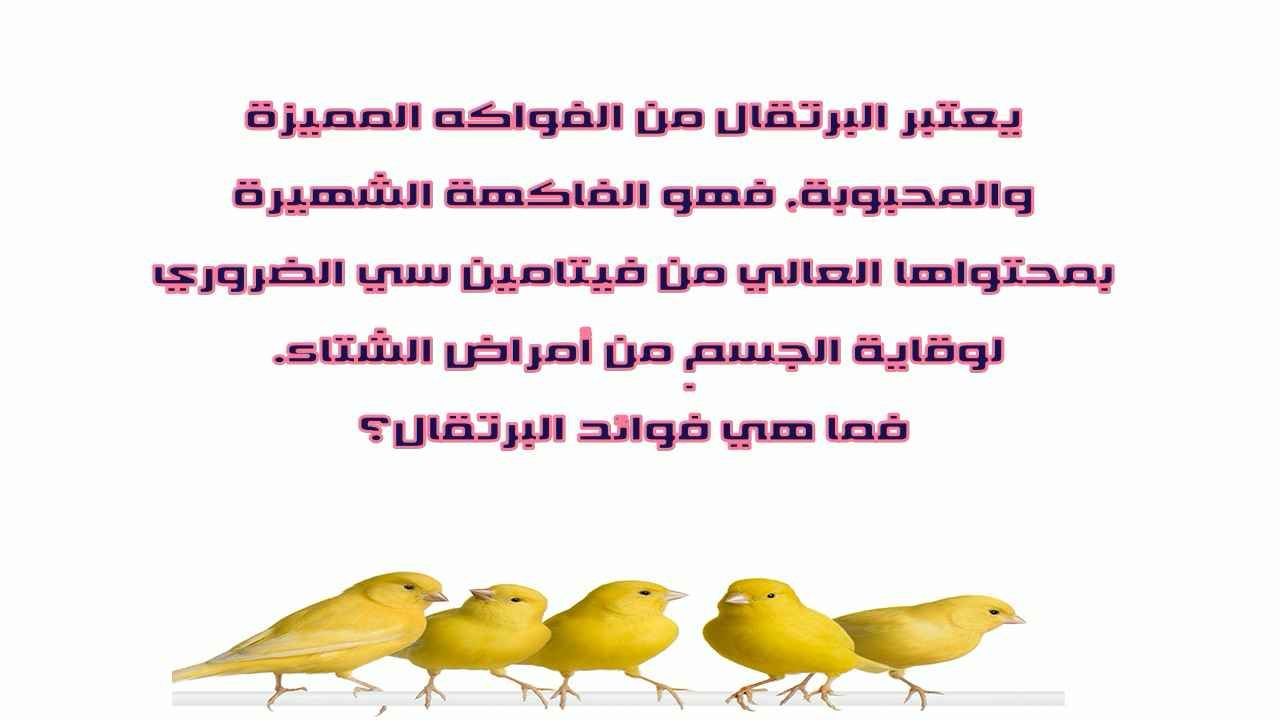 يعتبر البرتقال من الفواكه المميزة
والمحبوبة, فهو الفاكهة الشهيرة
بمحتواها العالي من فيتامين سي الضروري
لوقاية الجسم من أمراض الشتاء.
فما هي فوائد البرتقال؟